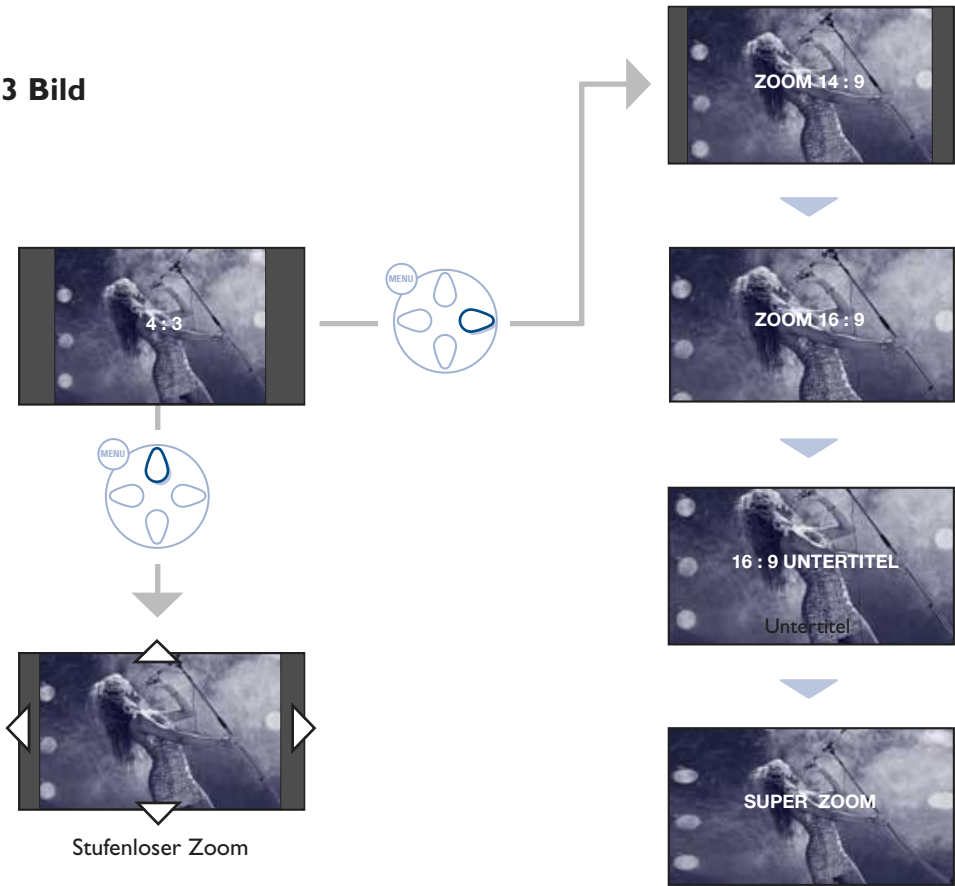 3 Bild
ZOOM 14 : 9
MENU
4 : 3
ZOOM 16 : 9
MENU
16 : 9 UNTERTITEL
Untertitel
Stufenloser Zoom
SUPER ZOOM